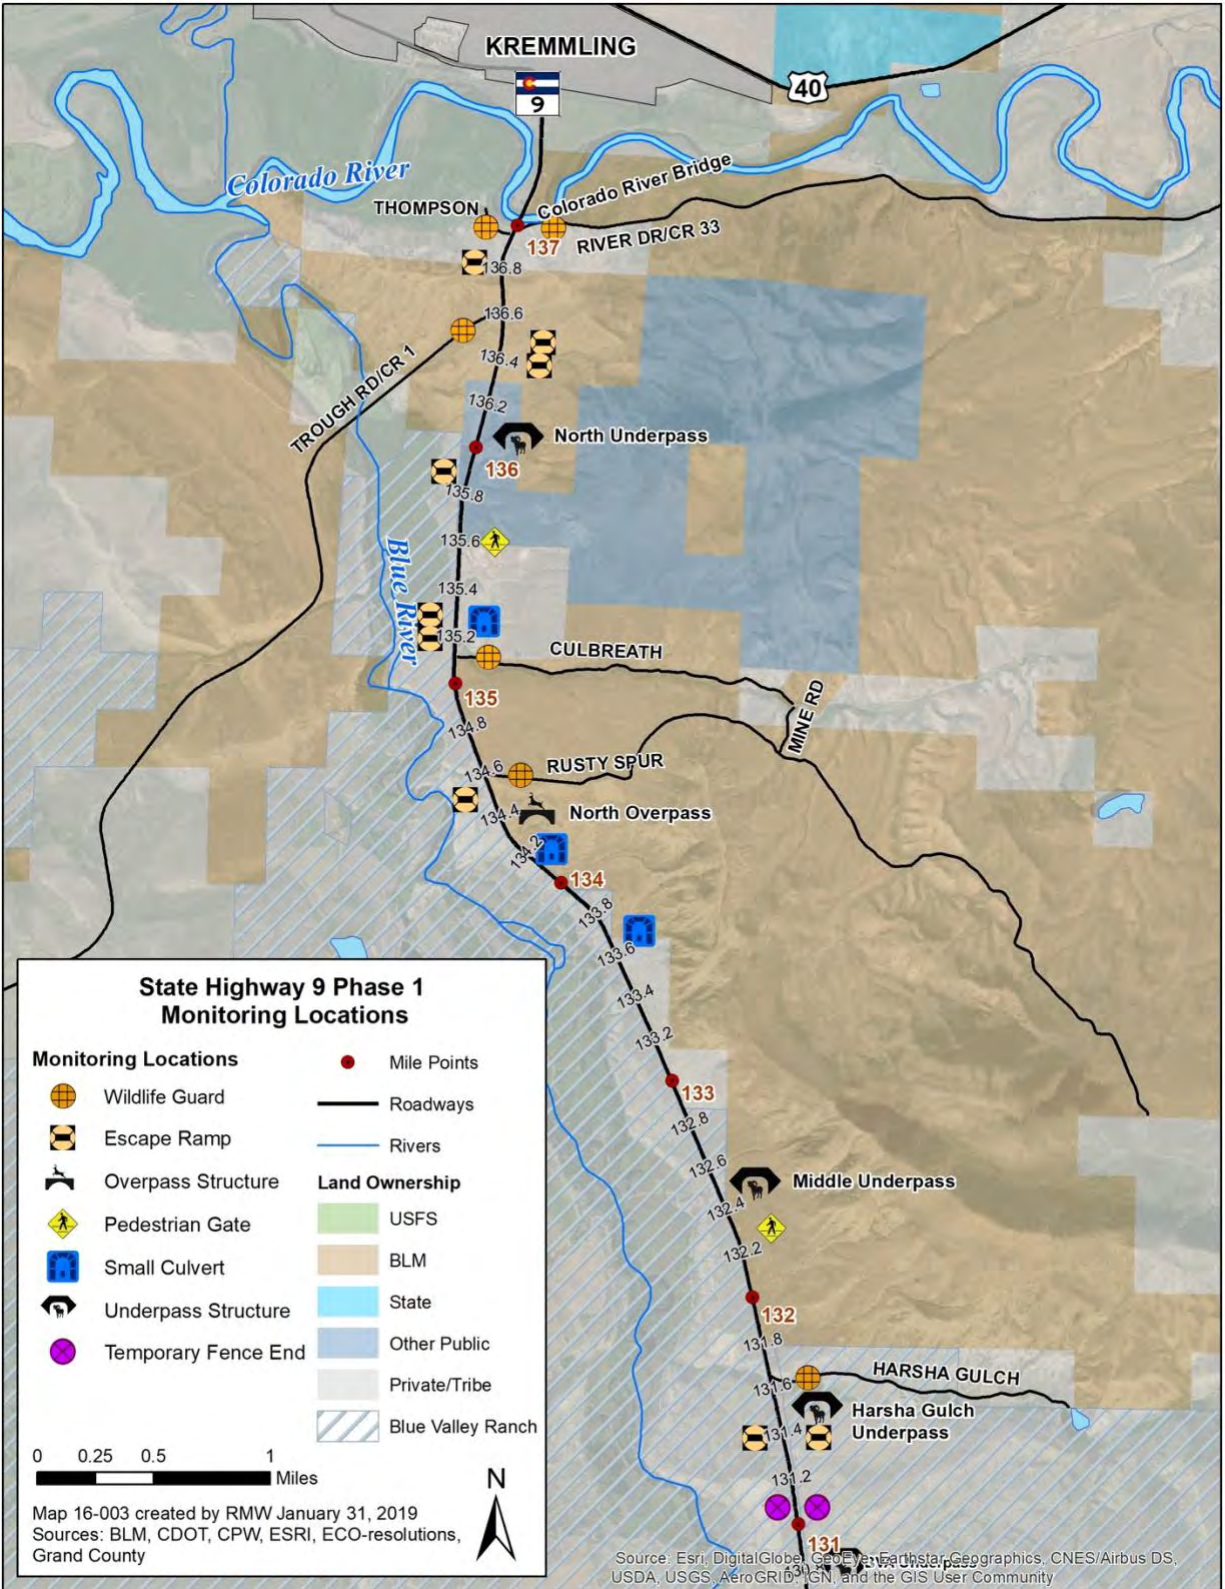 KREMMLING
40
9
Colorado River
Colorado River Bridge
THOMPSON
137
RIVER DR/CR 33
136.8
136.6
136.4
TROUGH RD/CR 1
136.2
North Underpass
136
135.8
135.6
Blue River
135.4
135.2
CULBREATH
135
134.8
MINE RD
134.6
RUSTY SPUR
134.4
North Overpass
134.2
134
133.8
133.6
133.4
133.2
133
132.8
132.6
Middle Underpass
132.4
132.2
132
131.8
HARSHA GULCH
131.6
Harsha Gulch
Underpass
131.4
131.2
131
State Highway 9 Phase 1
Monitoring Locations
Monitoring Locations
Wildlife Guard
Escape Ramp
Overpass Structure
Pedestrian Gate
Small Culvert
Underpass Structure
Temporary Fence End
Mile Points
Roadways
Rivers
Land Ownership
USFS
BLM
State
Other Public
Private/Tribe
Blue Valley Ranch
0 0.25 0.5 1
Miles
N
Map 16-003 created by RMW January 31, 2019
Sources: BLM, CDOT, CPW, ESRI, ECO-resolutions,
Grand County
Source: Esri, DigitalGlobe, GeoEye, Earthstar Geographics, CNES/Airbus DS,
USDA, USGS, AeroGRID, IGN, and the GIS User Community